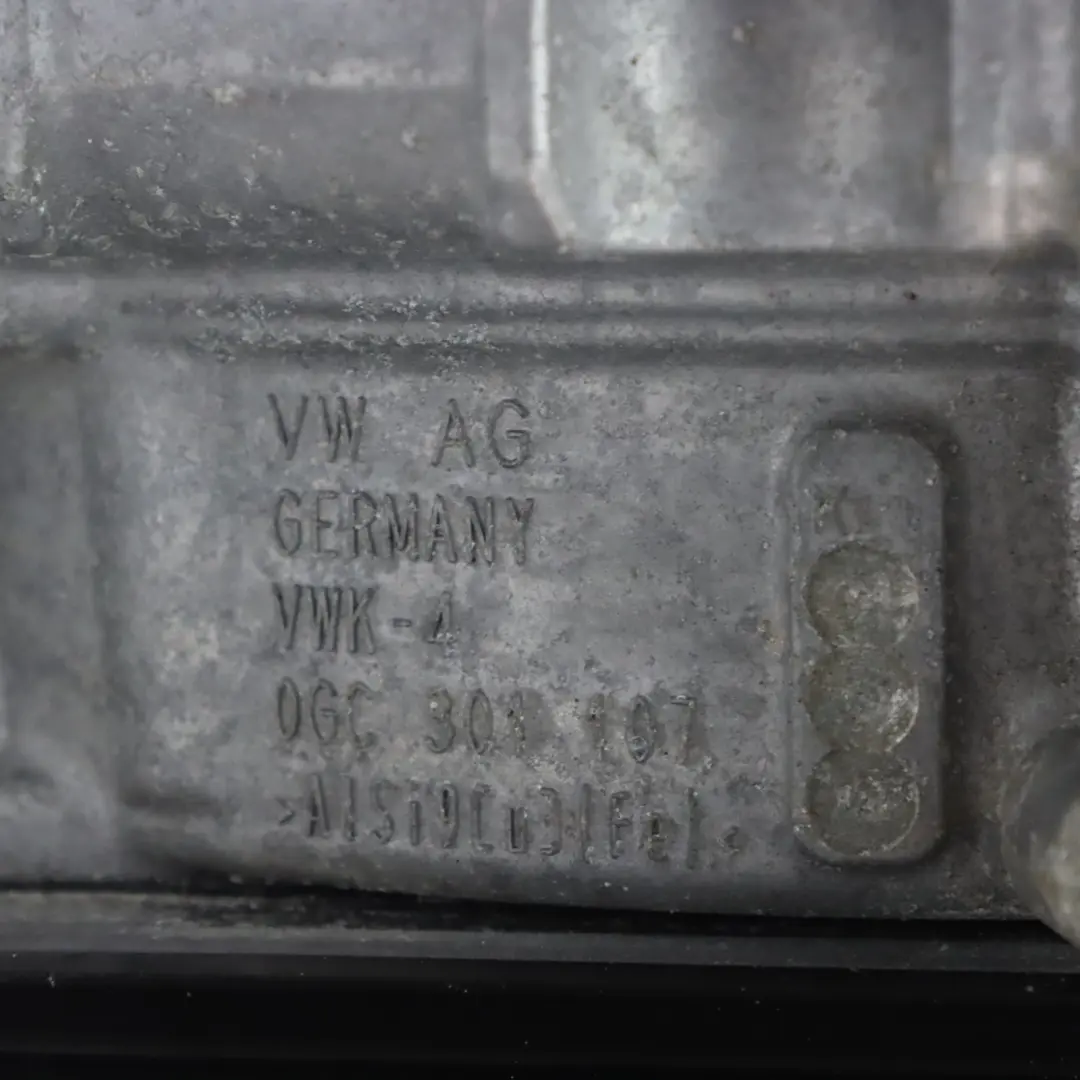 VW AG
GERMANY
VWK-4
0GC 301 107
>AlSi9Cu3(Fe)<